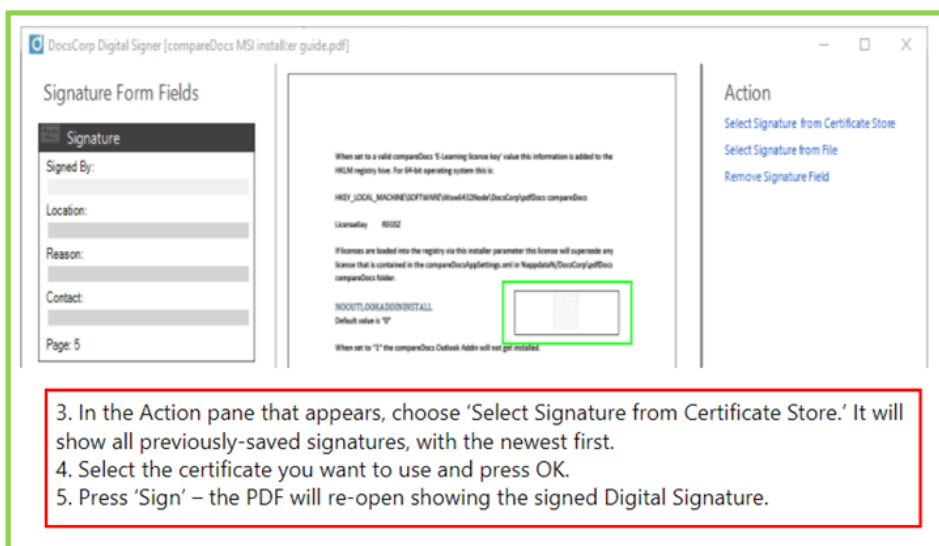 DocsCorp Digital Signer [compareDocs MSI install:er guide.pdf]
Signature Form Fields
Signature
Signed By:
Location:
Reason:
Contact:
Page: 5
When set to a valid compareDocs 'E-Learning license key' value this information is added to the
HKLM registry hive. For 64-bit operating system this is:
HKEY_LOCAL_MACHINE\SOFTWARE\Wow6432Node\DocsCorp\pdfDocs compareDocs
LicenseKey REGSZ
If licenses are loaded into the registry via this installer parameter this license will supersede any
license that is contained in the compareDocsAppSettings.xml in %appdata%/DocsCorp\pdfDocs
compareDocs folder.
NOOUTLOOKADDININSTALL
Default value is "0"
When set to "1" the compareDocs Outlook Addin will not get installed.
Action
Select Signature from Certificate Store
Select Signature from File
Remove Signature Field
3. In the Action pane that appears, choose ‘Select Signature from Certificate Store.’ It will
show all previously-saved signatures, with the newest first.
4. Select the certificate you want to use and press OK.
5. Press ‘Sign’ – the PDF will re-open showing the signed Digital Signature.